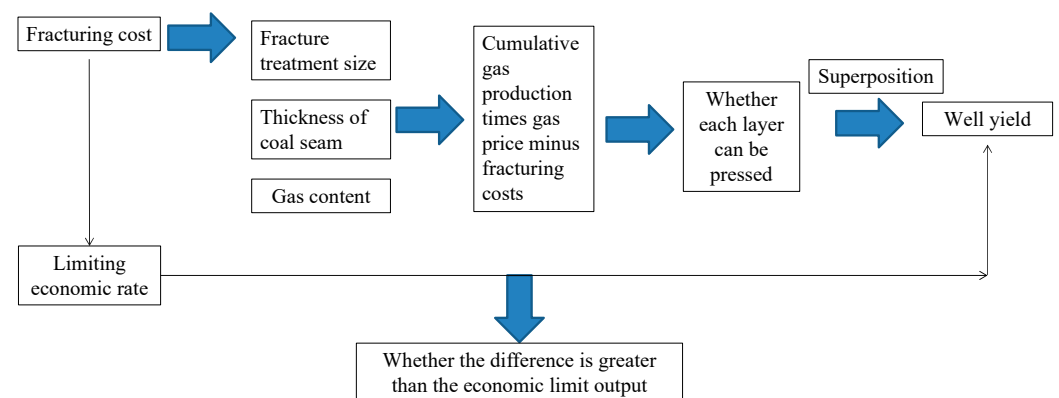 Fracturing cost
Fracture
treatment size
Thickness of
coal seam
Gas content
Cumulative
gas
production
times gas
price minus
fracturing
costs
Whether
each layer
can be
pressed
Superposition
Well yield
Limiting
economic rate
Whether the difference is greater
than the economic limit output